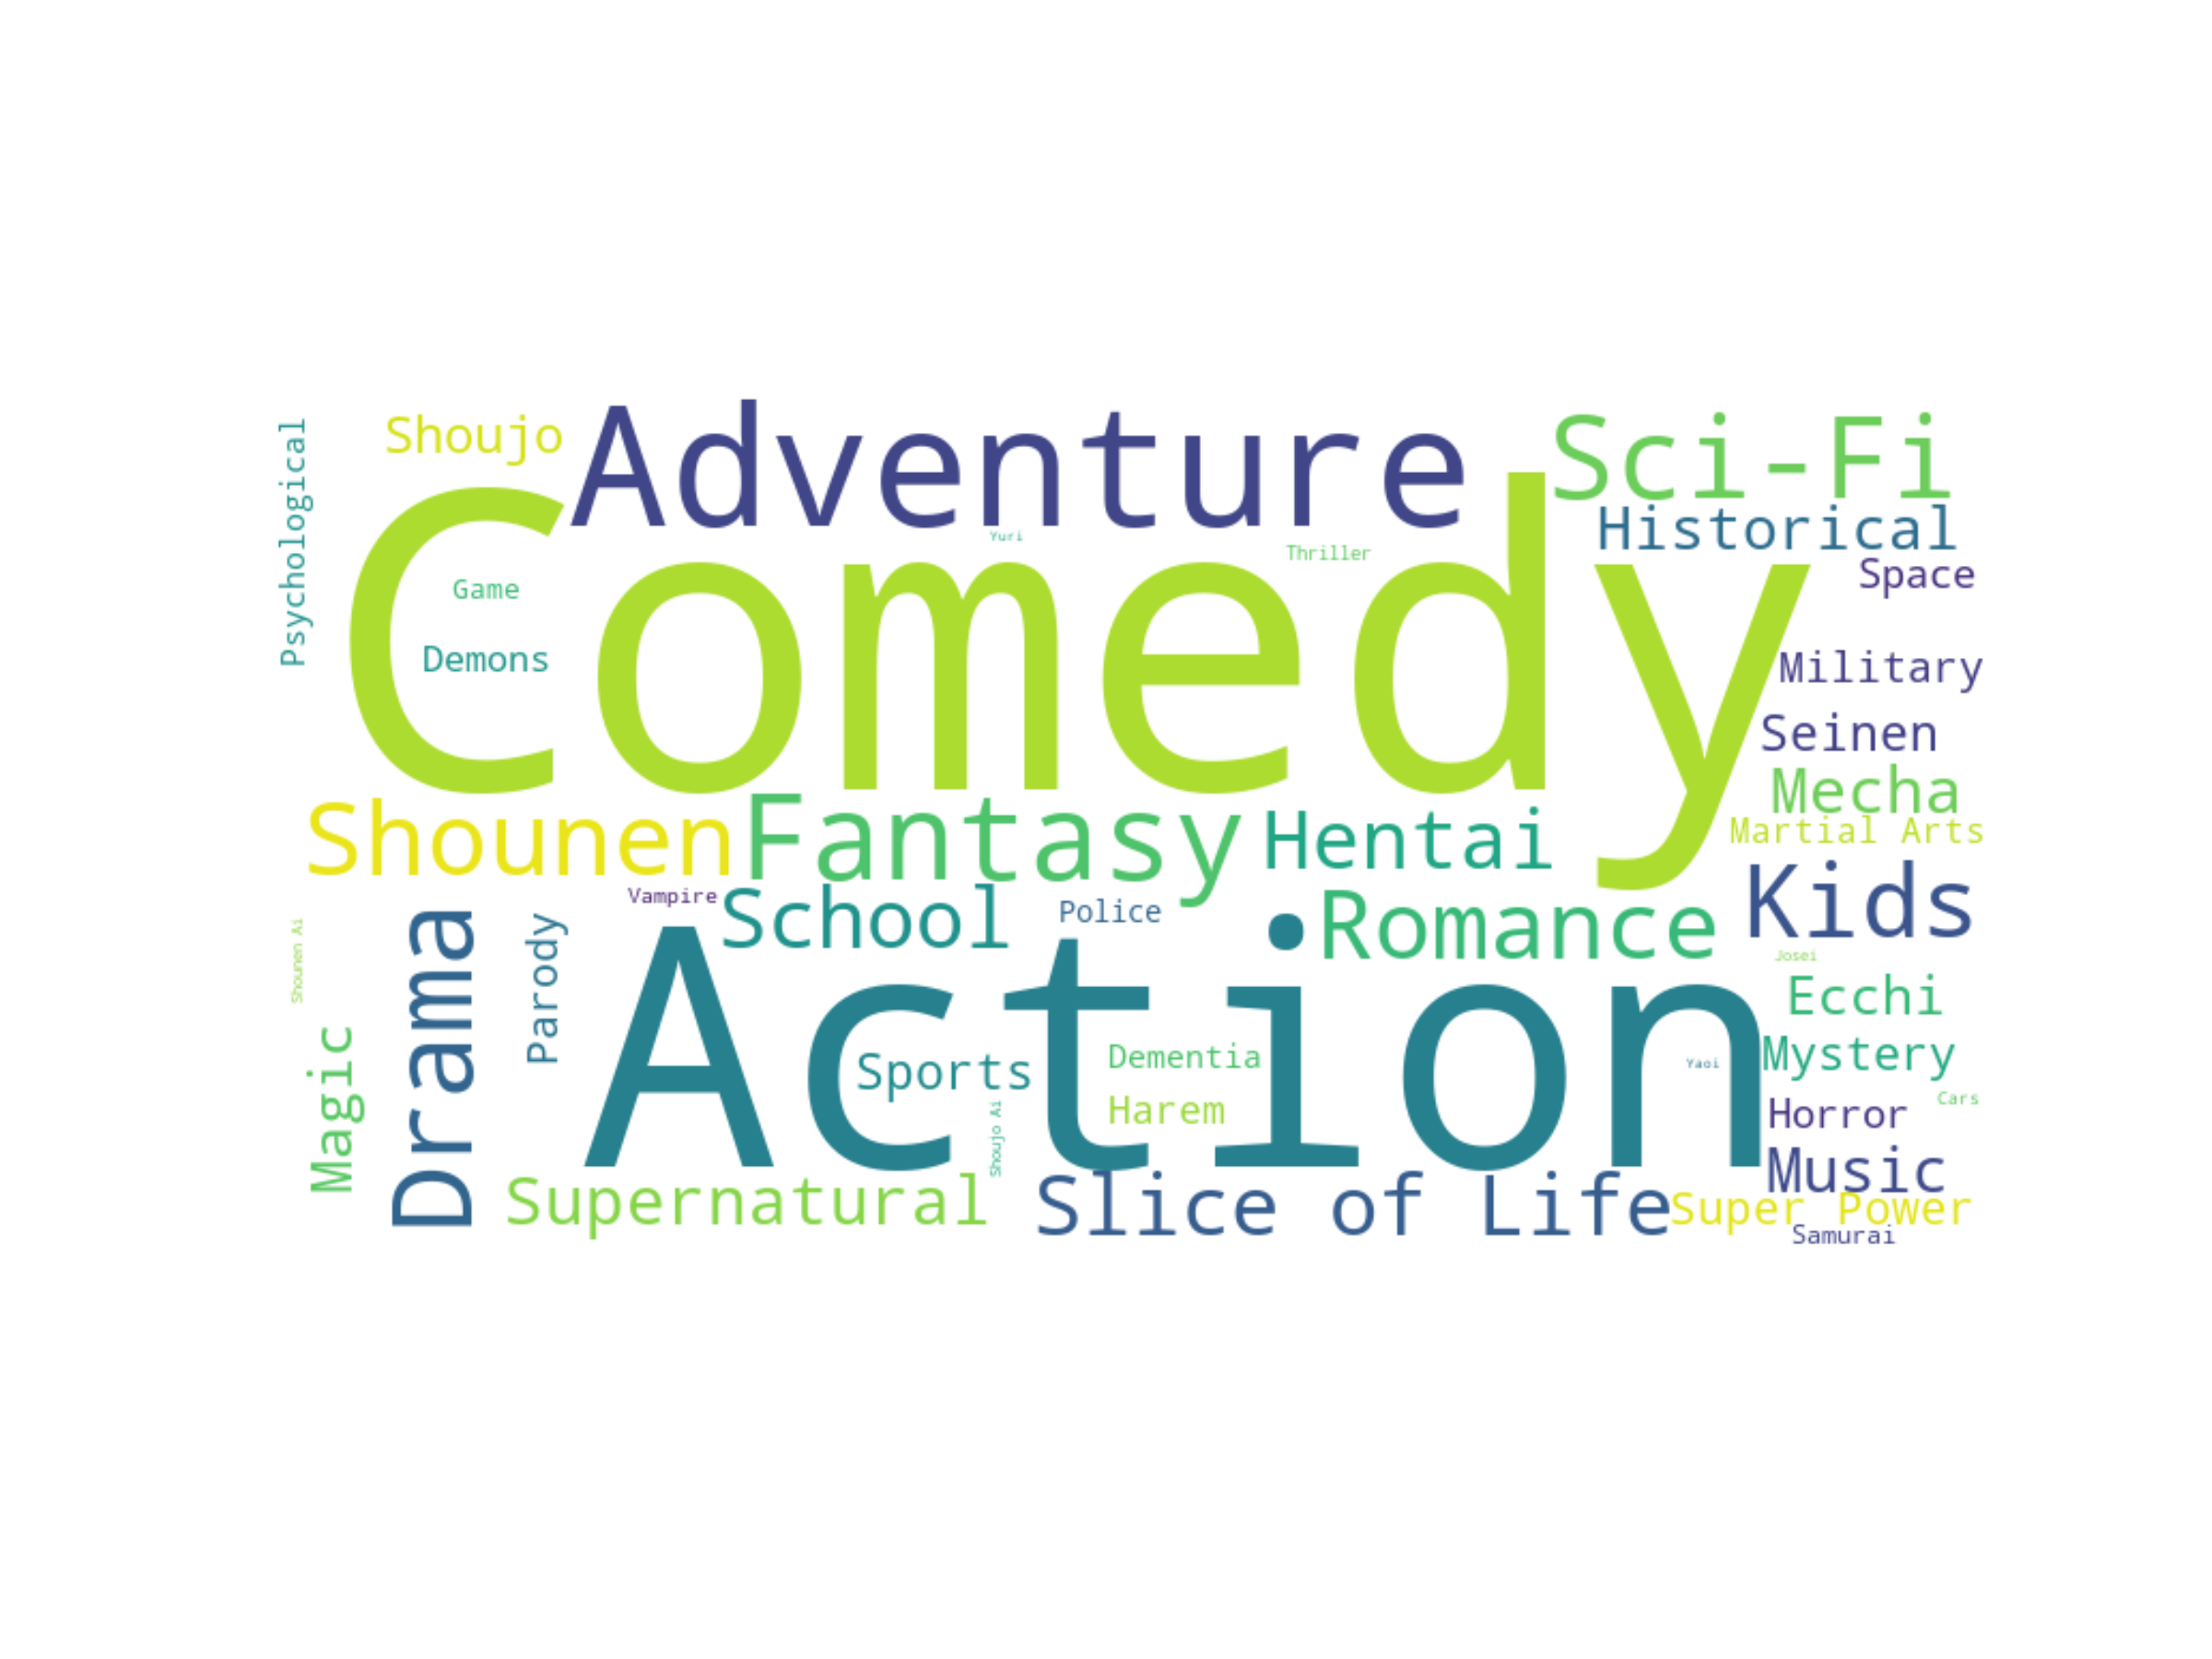 Psychological
Shoujo
Adventure
Sci-Fi
Historical
Yuri
Thriller
Space
Comedy
Game
Demons
Military
Seinen
Mecha
Shounen
Fantasy
Hentai
Martial Arts
Kids
Vampire
School
Police
Romance
Shounen Ai
Drama
Parody
Josei
Action
Ecchi
Magic
Sports
Dementia
Yaoi
Mystery
Harem
Cars
Horror
Shoujo Ai
Music
Supernatural
Slice of Life
Super Power
Samurai